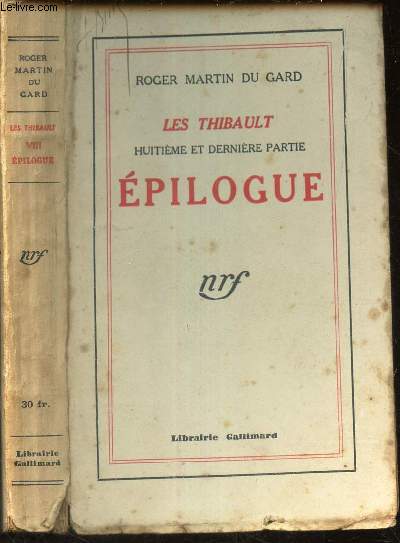 © Le-livre.com
ROGER
MARTIN
DU
GARD
LES THIBAULT
VIII
ÉPILOGUE
nrf
30 fr.
Librairie
Gallimard
ROGER MARTIN DU GARD
LES THIBAULT
HUITIÈME ET DERNIÈRE PARTIE
ÉPILOGUE
nrf
Librairie Gallimard